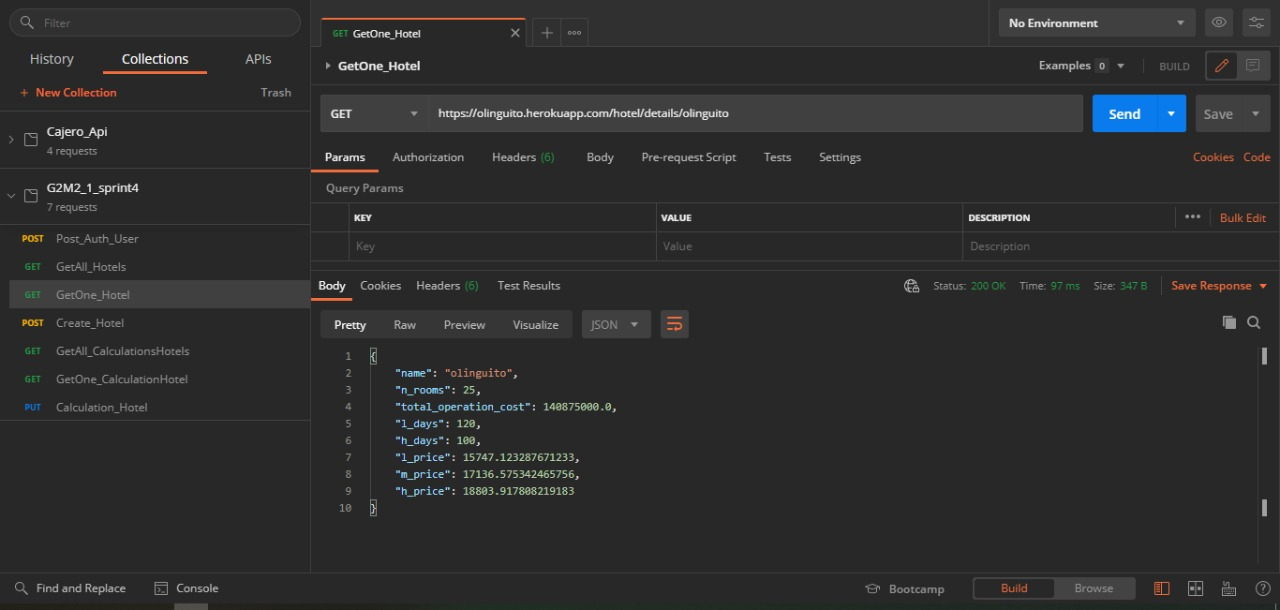 Filter
History Collections APIs
+ New Collection Trash
Cajero_Api
4 requests
G2M2_1_sprint4
7 requests
POST Post_Auth_User
GET GetAll_Hotels
GET GetOne_Hotel
POST Create_Hotel
GET GetAll_CalculationsHotels
GET GetOne_CalculationHotel
PUT Calculation_Hotel
GET GetOne_Hotel
No Environment
GetOne_Hotel
Examples 0 BUILD
GET https://olinguito.herokuapp.com/hotel/details/olinguito Send Save
Params Authorization Headers (6) Body Pre-request Script Tests Settings Cookies Code
Query Params
KEY VALUE DESCRIPTION Bulk Edit
Key Value Description
Body Cookies Headers (6) Test Results Status: 200 OK Time: 97 ms Size: 347 B Save Response
Pretty Raw Preview Visualize JSON
1 {
2 "name": "olinguito",
3 "n_rooms": 25,
4 "total_operation_cost": 140875000.0,
5 "l_days": 120,
6 "h_days": 100,
7 "l_price": 15747.123287671233,
8 "m_price": 17136.575342465756,
9 "h_price": 18803.917808219183
10 }
Find and Replace Console Bootcamp Build Browse